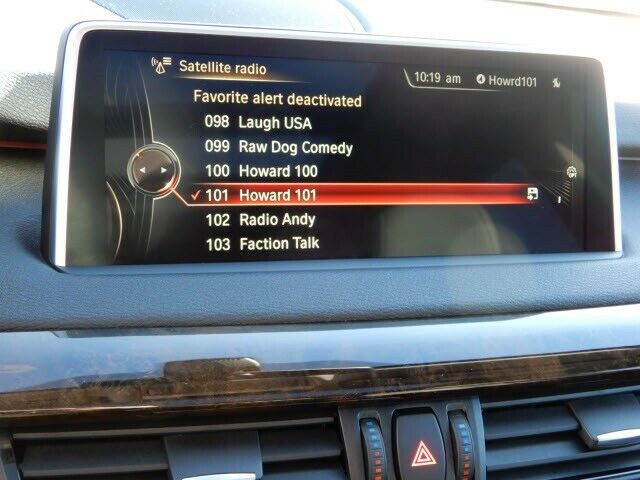 Satellite radio
10:19 am
Howrd101
Favorite alert deactivated
098 Laugh USA
099 Raw Dog Comedy
100 Howard 100
101 Howard 101
102 Radio Andy
103 Faction Talk